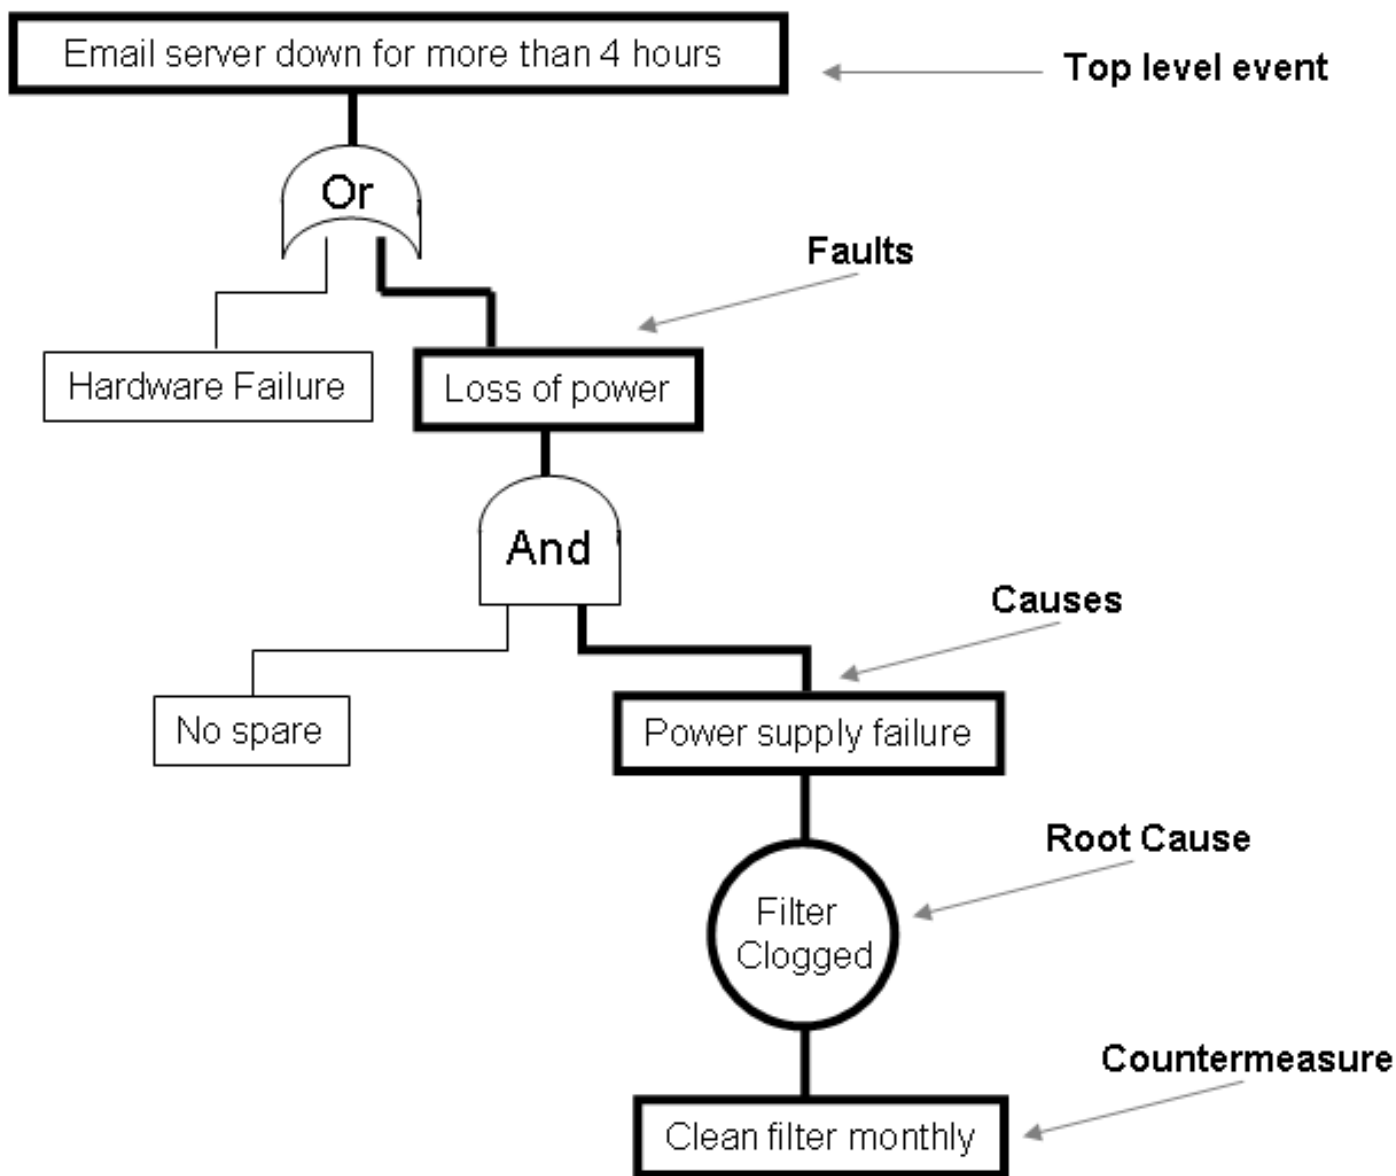 Email server down for more than 4 hours
Top level event
Or
Faults
Hardware Failure
Loss of power
And
Causes
No spare
Power supply failure
Root Cause
Filter
Clogged
Countermeasure
Clean filter monthly